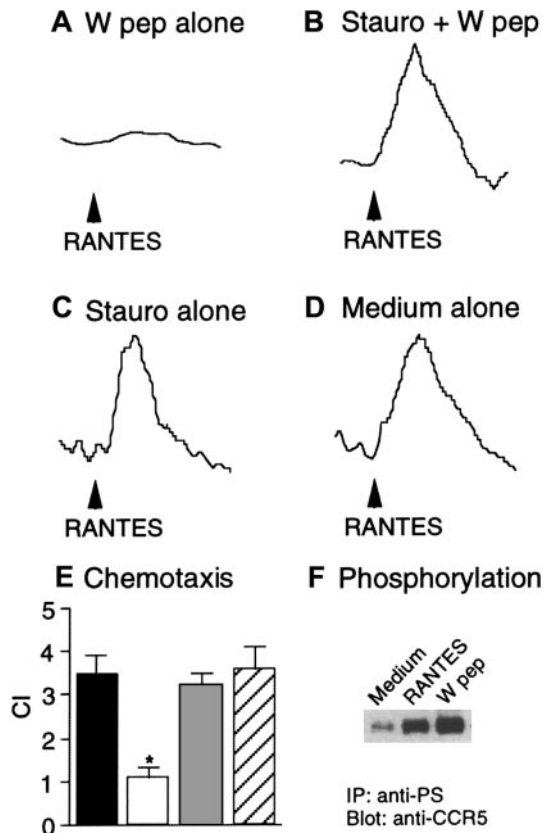 A W pep alone
B Stauro + W pep
RANTES
RANTES
C Stauro alone
D Medium alone
RANTES
RANTES
E Chemotaxis
F Phosphorylation
5
4
3
2
1
0
CI
*
Medium
RANTES
W pep
IP: anti-PS
Blot: anti-CCR5